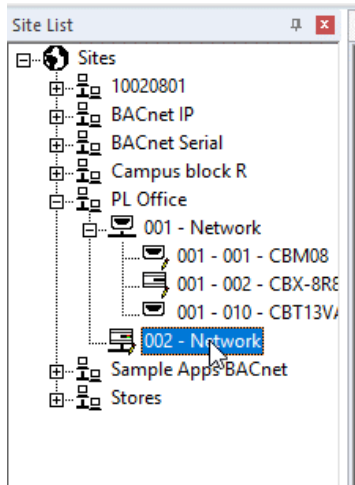 Site List
Sites
10020801
BACnet IP
BACnet Serial
Campus block R
PL Office
001 - Network
001 - 001 - CBM08
001 - 002 - CBX-8R8
001 - 010 - CBT13V
002 - Network
Sample Apps BACnet
Stores